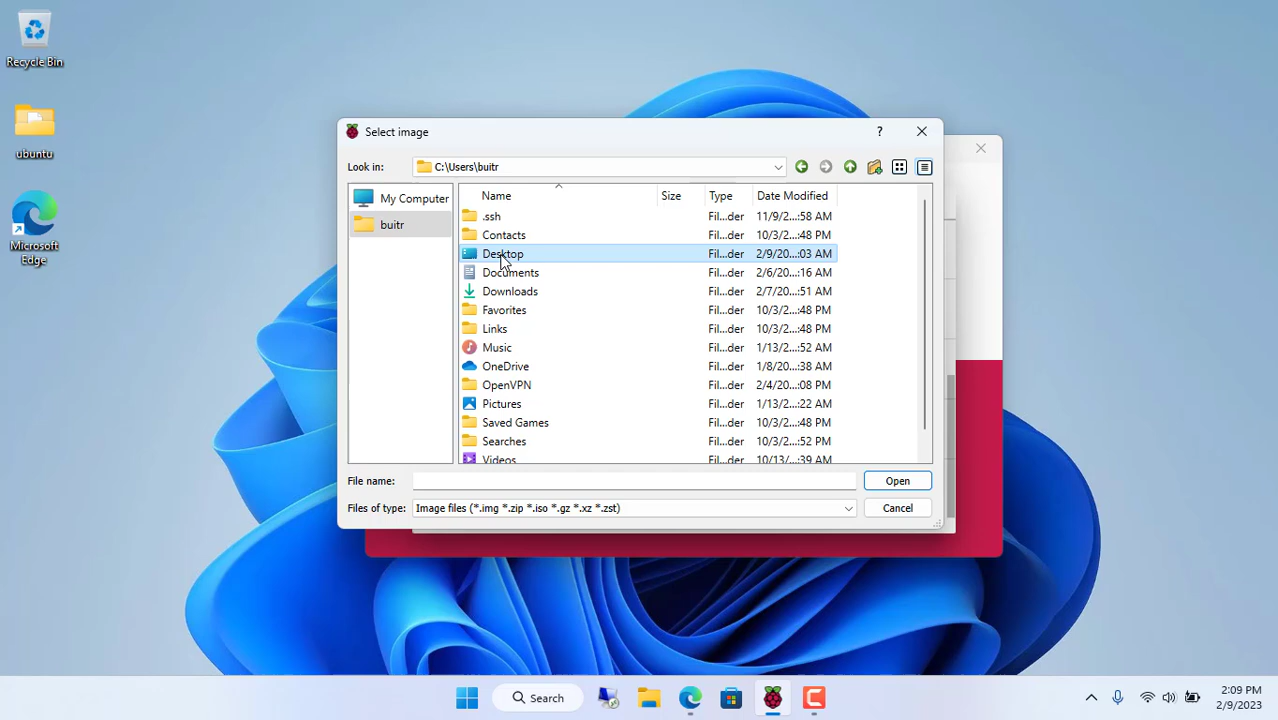 Recycle Bin
ubuntu
Microsoft
Edge
Select image
?
Look in:
C:\Users\buitr
My Computer
buitr
Name Size Type Date Modified
.ssh Fil...der 11/9/2...:58 AM
Contacts Fil...der 10/3/2...:48 PM
Desktop Fil...der 2/9/20...:03 AM
Documents Fil...der 2/6/20...:16 AM
Downloads Fil...der 2/7/20...:51 AM
Favorites Fil...der 10/3/2...:48 PM
Links Fil...der 10/3/2...:48 PM
Music Fil...der 1/13/2...:52 AM
OneDrive Fil...der 1/8/20...:38 AM
OpenVPN Fil...der 2/4/20...:08 PM
Pictures Fil...der 1/13/2...:22 AM
Saved Games Fil...der 10/3/2...:48 PM
Searches Fil...der 10/3/2...:52 PM
Videos Fil...der 10/13/...:39 AM
File name:
Open
Files of type: Image files (*.img *.zip *.iso *.gz *.xz *.zst)
Cancel
Search
2:09 PM
2/9/2023